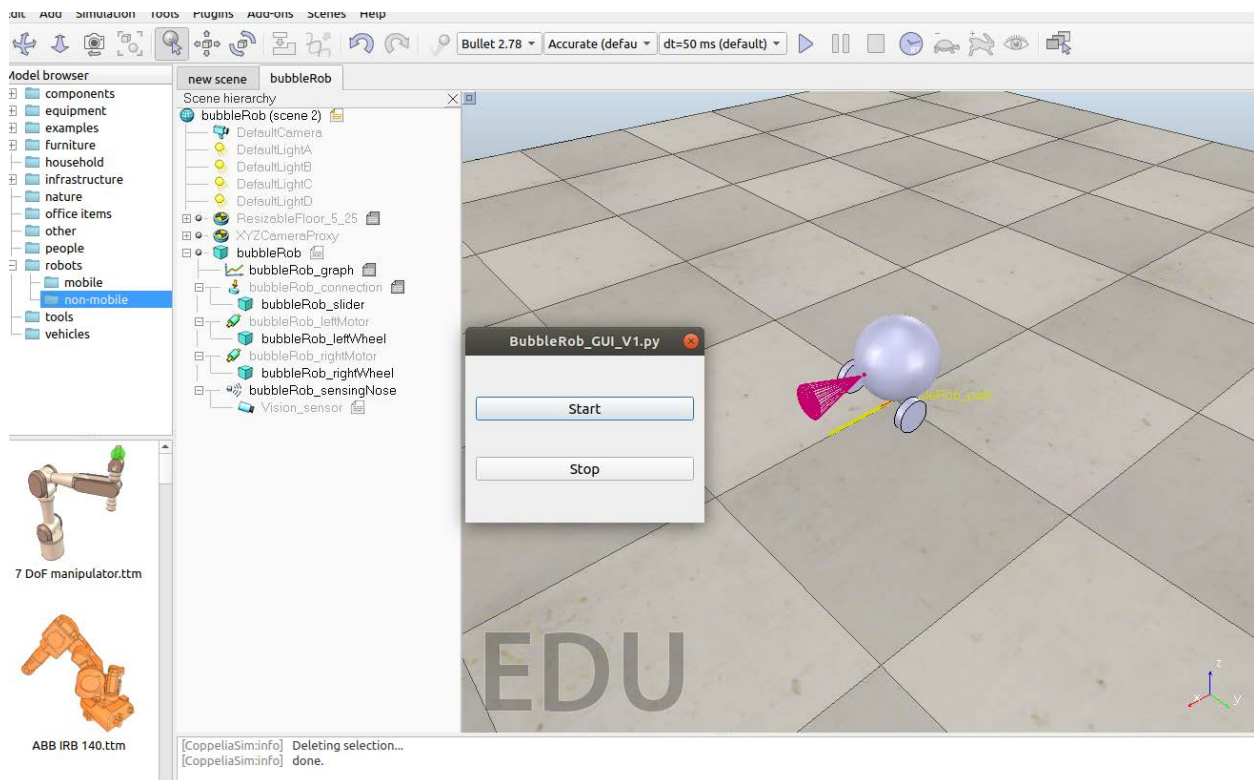 Add Simulation Tools Plugins Add-ons Scenes Help
Bullet 2.78 Accurate (defau dt=50 ms (default)
Model browser
components
equipment
examples
furniture
household
infrastructure
nature
office items
other
people
robots
mobile
non-mobile
tools
vehicles
7 DoF manipulator.ttm
ABB IRB 140.ttm
new scene bubbleRob
Scene hierarchy
bubbleRob (scene 2)
DefaultCamera
DefaultLightA
DefaultLightB
DefaultLightC
DefaultLightD
ResizableFloor_5_25
XYZCameraProxy
bubbleRob
bubbleRob_graph
bubbleRob_connection
bubbleRob_slider
bubbleRob_leftMotor
bubbleRob_leftWheel
bubbleRob_rightMotor
bubbleRob_rightWheel
bubbleRob_sensingNose
Vision_sensor
BubbleRob_GUI_V1.py
Start
Stop
EDU
z
x
y
[CoppeliaSim:info] Deleting selection...
[CoppeliaSim:info] done.